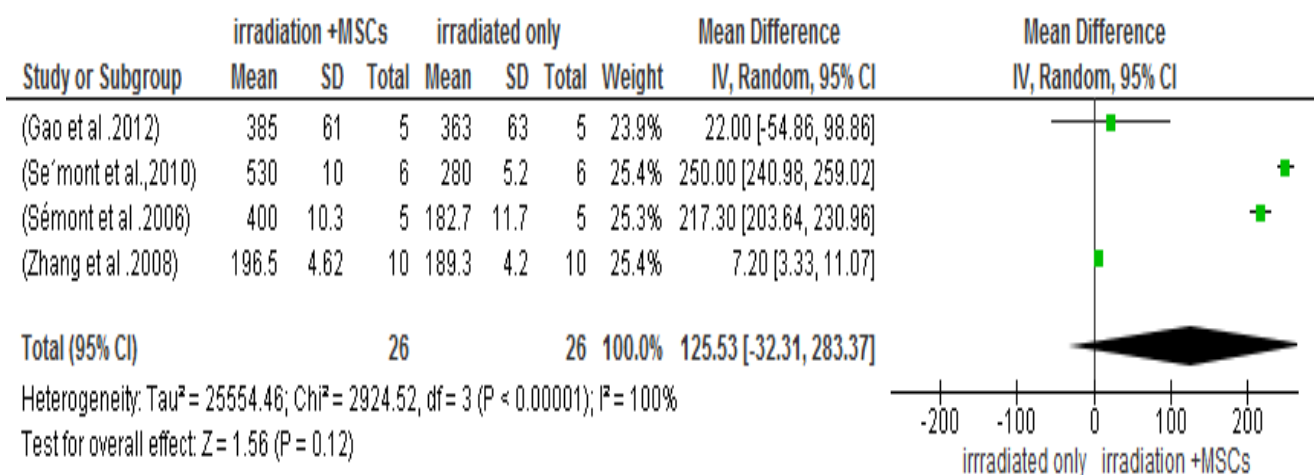 irradiation +MSCs irradiated only Mean Difference Mean Difference
Study or Subgroup Mean SD Total Mean SD Total Weight IV, Random, 95% CI IV, Random, 95% CI
(Gao et al .2012) 385 61 5 363 63 5 23.9% 22.00 [-54.86, 98.86]
(Se´mont et al.,2010) 530 10 6 280 5.2 6 25.4% 250.00 [240.98, 259.02]
(Sémont et al .2006) 400 10.3 5 182.7 11.7 5 25.3% 217.30 [203.64, 230.96]
(Zhang et al .2008) 196.5 4.62 10 189.3 4.2 10 25.4% 7.20 [3.33, 11.07]
Total (95% CI) 26 26 100.0% 125.53 [-32.31, 283.37]
Heterogeneity: Tau² = 25554.46; Chi² = 2924.52, df = 3 (P < 0.00001); I² = 100%
Test for overall effect: Z = 1.56 (P = 0.12)
-200 -100 0 100 200
irrradiated only irradiation +MSCs